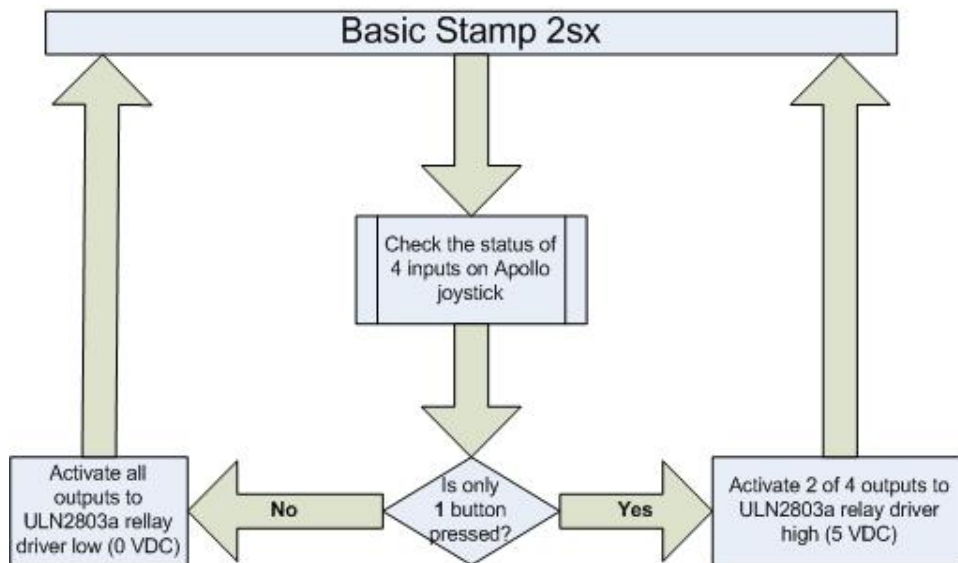 Basic Stamp 2sx
Check the status of
4 inputs on Apollo
joystick
Activate all
outputs to
ULN2803a rellay
driver low (0 VDC)
No
Is only
1 button
pressed?
Yes
Activate 2 of 4 outputs to
ULN2803a relay driver
high (5 VDC)